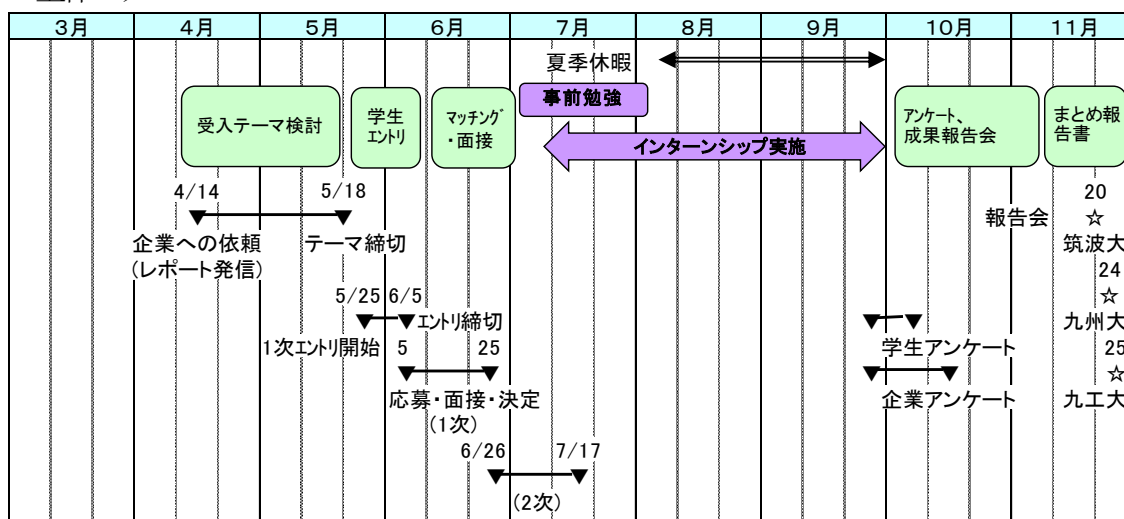 3月 4月 5月 6月 7月 8月 9月 10月 11月
夏季休暇
事前勉強
受入テーマ検討
学生
エントリ
マッチング
・面接
インターンシップ実施
アンケート、
成果報告会
まとめ報
告書
4/14 5/18
企業への依頼
(レポート発信)
テーマ締切
報告会
20
☆
筑波大
5/25 6/5
1次エントリ開始
エントリ締切
24
☆
九州大
学生アンケート
5 25
応募・面接・決定
(1次)
25
☆
九工大
企業アンケート
6/26 7/17
(2次)